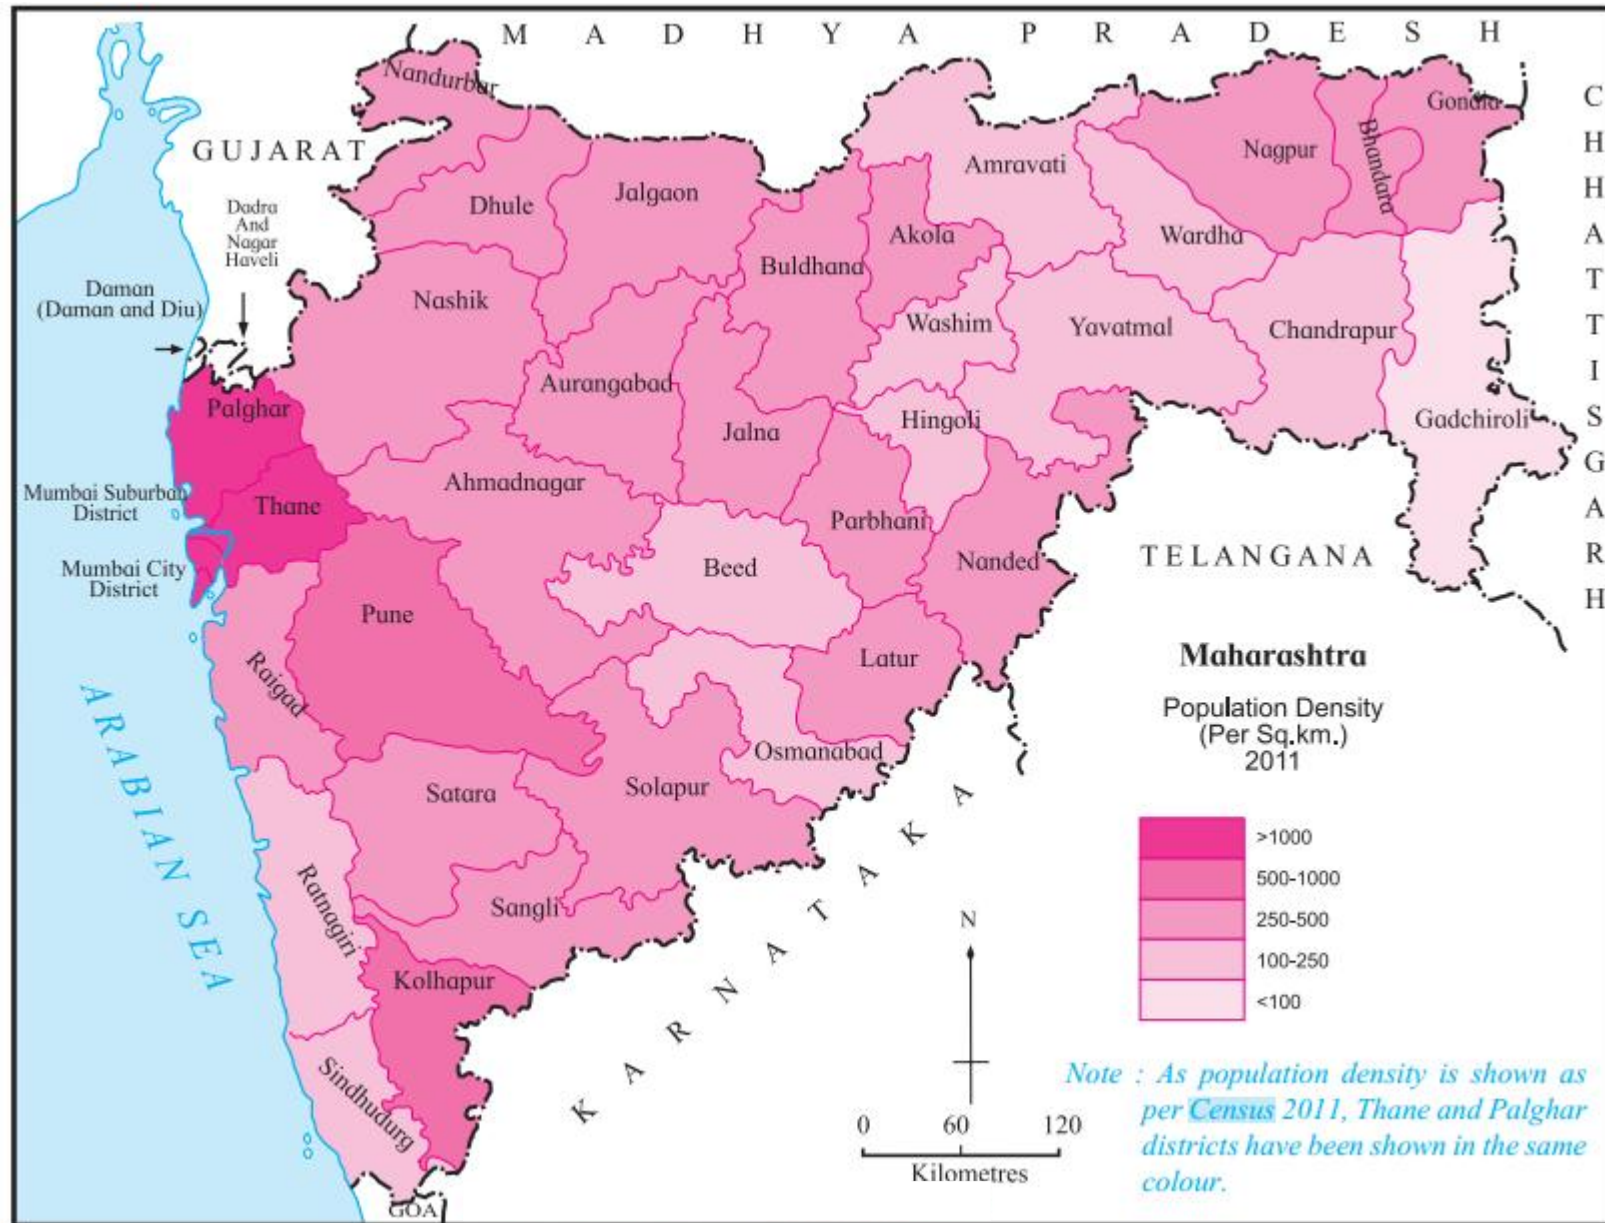 M A D H Y A P R A D E S H
C H H A T T I S G A R H
GUJARAT
Dadra
And
Nagar
Haveli
Daman
(Daman and Diu)
Nandurbar
Dhule
Jalgaon
Nashik
Buldhana
Akola
Amravati
Wardha
Nagpur
Bhandara
Gondia
Washim
Yavatmal
Chandrapur
Gadchiroli
Aurangabad
Jalna
Hingoli
Palghar
Thane
Mumbai Suburban
District
Mumbai City
District
Ahmadnagar
Parbhani
Nanded
Beed
TELANGANA
Pune
Raigad
Latur
Osmanabad
Satara
Solapur
Ratnagiri
Sangli
Kolhapur
Sindhudurg
ARABIAN SEA
K A R N A T A K A
GOA
Maharashtra
Population Density
(Per Sq.km.)
2011
>1000
500-1000
250-500
100-250
<100
N
0 60 120
Kilometres
Note : As population density is shown as
per Census 2011, Thane and Palghar
districts have been shown in the same
colour.